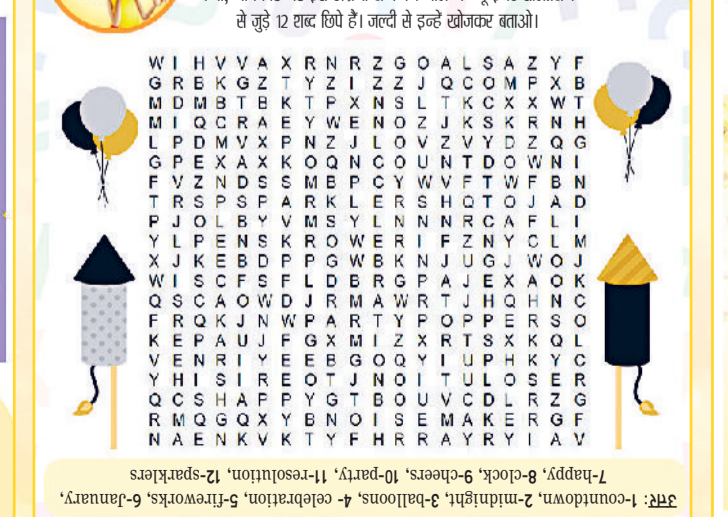 से जुड़े 12 शब्द छिपे हैं। जल्दी से इन्हें खोजकर बताओ।
W I H V V A X R N R Z G O A L S A Z Y F
G R B K G Z T Y Z I Z Z J Q C O M P X B
M D M B T B K T P X N S L T K C X X W T
M I Q C R A E Y W E N O Z J K S K R N H
L P D M V X P N Z J L O V Z V Y D Z Q G
G P E X A X K O Q N C O U N T D O W N I
F V Z N D S S M B P C Y W V F T W F B N
T R S P S P A R K L E R S H Q T O J A D
P J O L B Y V M S Y L N N N R C A F L I
Y L P E N S K R O W E R I F Z N Y C L M
X J K E B D P P G W B K N J U G J W O J
W I S C F S F L D B R G P A J E X A O K
Q S C A O W D J R M A W R T J H Q H N C
F R Q K J N W P A R T Y P O P P E R S O
K E P A U J F G X M I Z X R T S X K Q L
V E N R I Y E E B G O Q Y I U P H K Y C
Y H I S I R E O T J N O I T U L O S E R
Q C S H A P P Y G T B O U V C D L R Z G
R M Q G Q X Y B N O I S E M A K E R G F
N A E N K V K T Y F H R R A Y R Y I A V
उत्तर: 1-countdown, 2-midnight, 3-balloons, 4- celebration, 5-fireworks, 6-January,
7-happy, 8-clock, 9-cheers, 10-party, 11-resolution, 12-sparklers